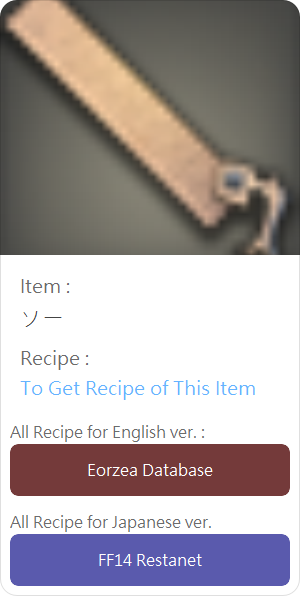 Item :
ソー
Recipe :
To Get Recipe of This Item
All Recipe for English ver. :
Eorzea Database
All Recipe for Japanese ver.
FF14 Restanet